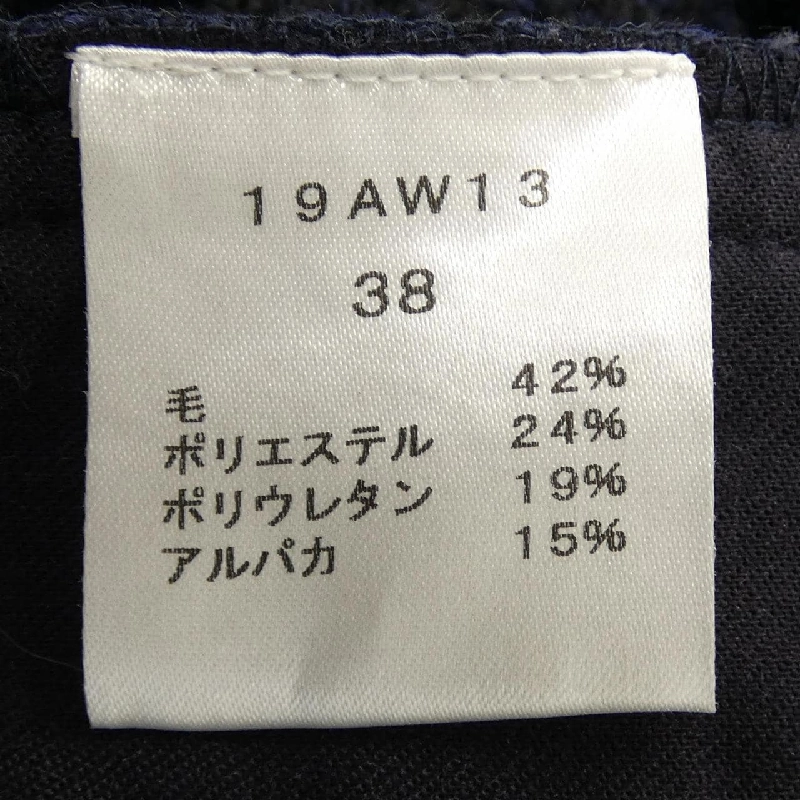 19AW13
38
毛 42%
ポリエステル 24%
ポリウレタン 19%
アルパカ 15%